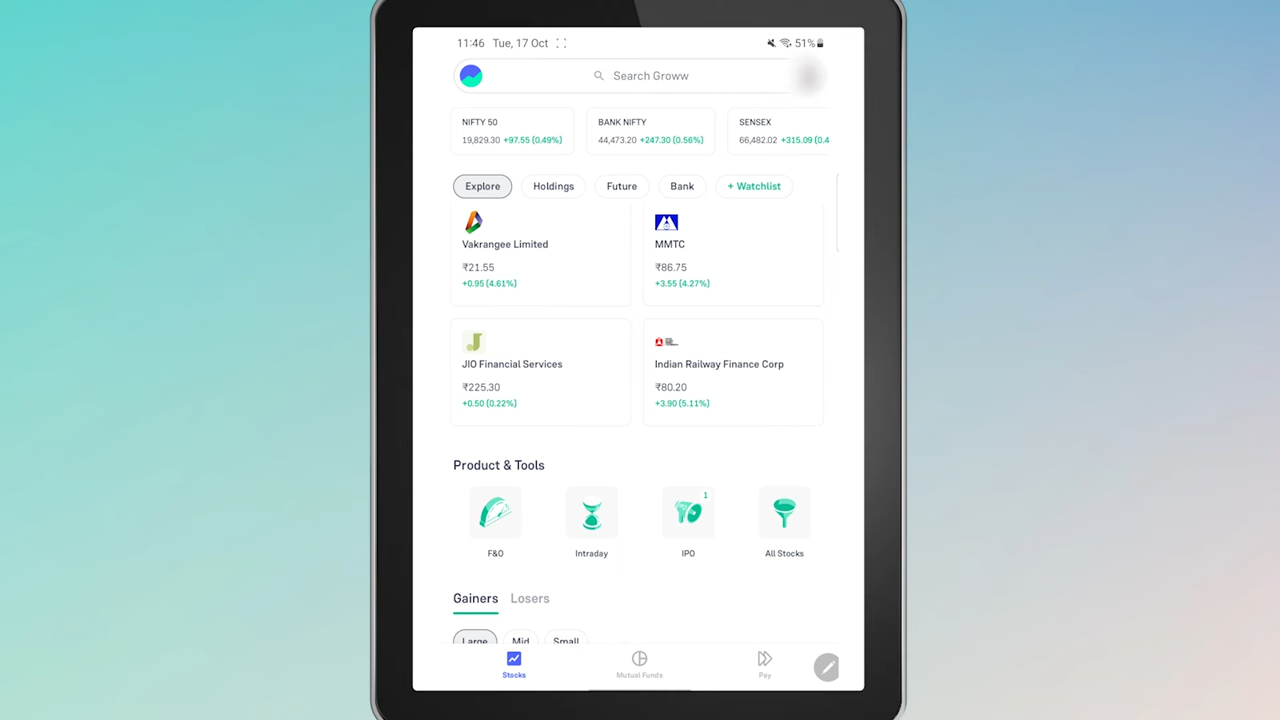 11:46 Tue, 17 Oct
51%
Search Groww
NIFTY 50
19,829.30 +97.55 (0.49%)
BANK NIFTY
44,473.20 +247.30 (0.56%)
SENSEX
66,482.02 +315.09 (0.4
Explore
Holdings
Future
Bank
+ Watchlist
Vakrangee Limited
₹21.55
+0.95 (4.61%)
MMTC
₹86.75
+3.55 (4.27%)
JIO Financial Services
₹225.30
+0.50 (0.22%)
Indian Railway Finance Corp
₹80.20
+3.90 (5.11%)
Product & Tools
F&O
Intraday
1
IPO
All Stocks
Gainers
Losers
Large
Mid
Small
Stocks
Mutual Funds
Pay